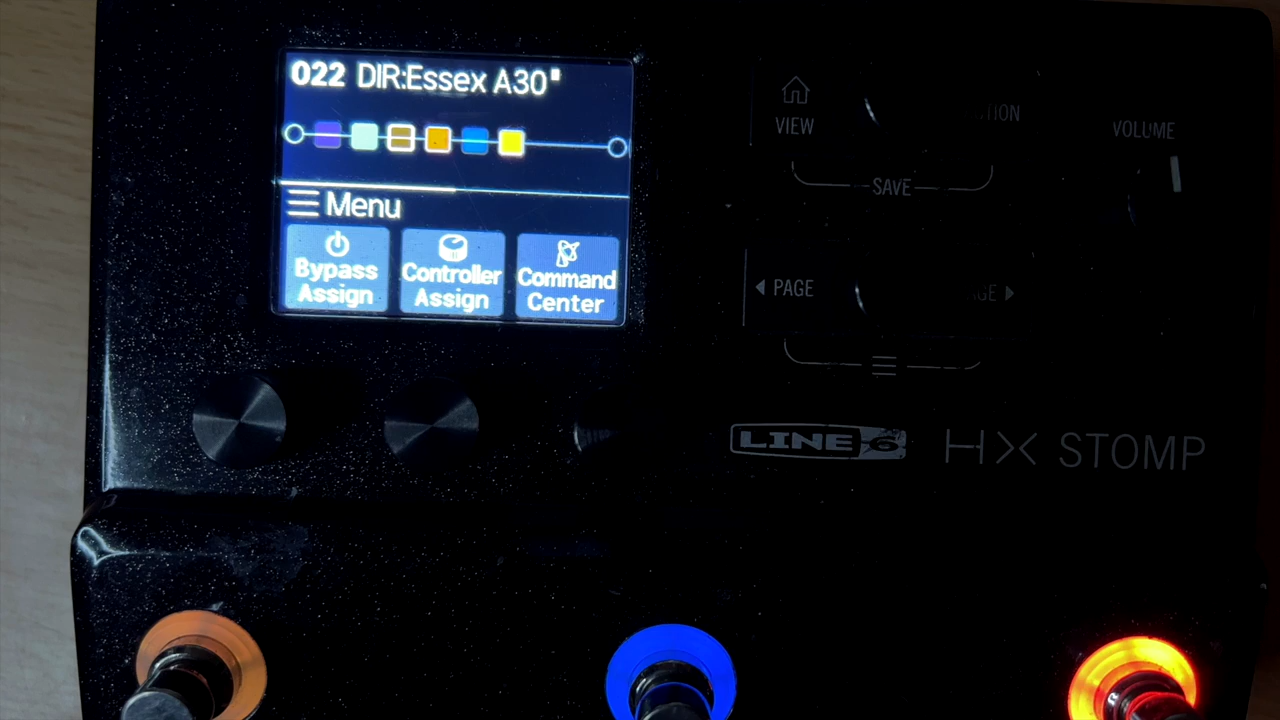 022 DIR:Essex A30
Menu
Bypass
Assign
Controller
Assign
Command
Center
VIEW
SAVE
VOLUME
PAGE
LINE 6
HX STOMP